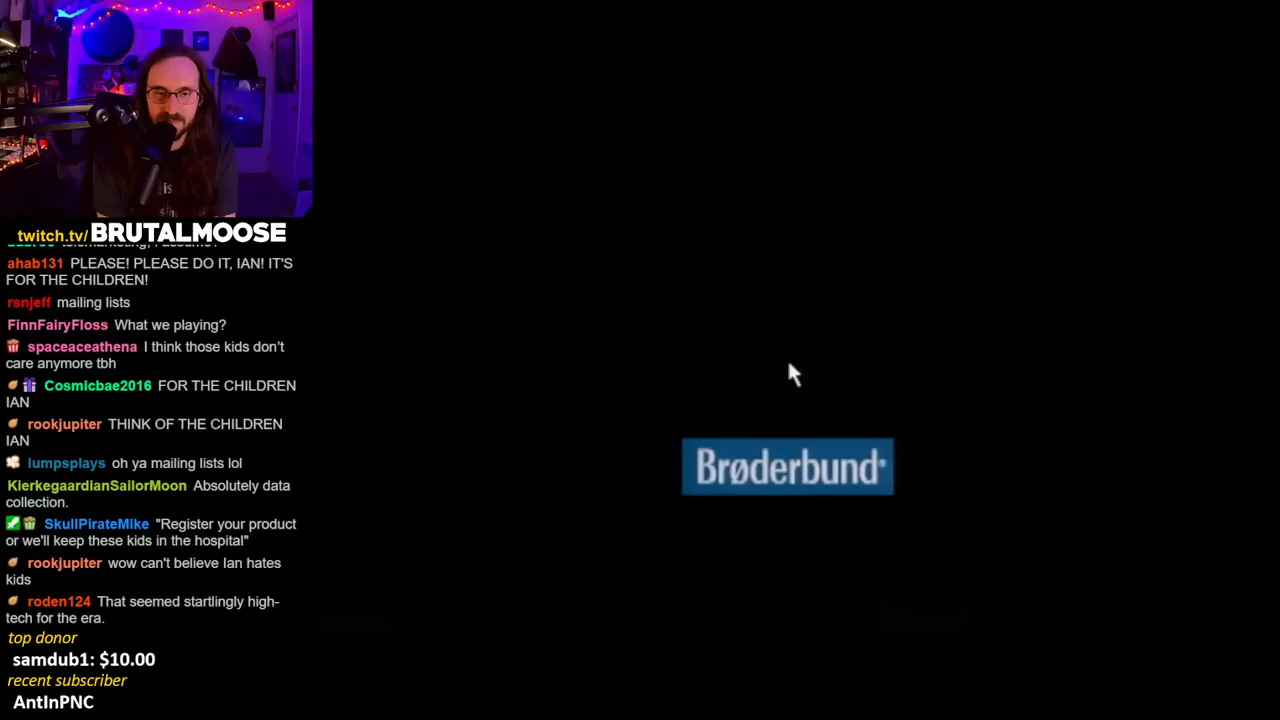 twitch.tv/BRUTALMOOSE
ahab131 PLEASE! PLEASE DO IT, IAN! IT'S
FOR THE CHILDREN!
rsnjeff mailing lists
FinnFairyFloss What we playing?
spaceaceathena I think those kids don't
care anymore tbh
Cosmicbae2016 FOR THE CHILDREN
IAN
rookjupiter THINK OF THE CHILDREN
IAN
lumpsplays oh ya mailing lists lol
KierkegaardianSailorMoon Absolutely data
collection.
SkullPirateMike "Register your product
or we'll keep these kids in the hospital"
rookjupiter wow can't believe Ian hates
kids
roden124 That seemed startlingly high-
tech for the era.
top donor
samdub1: $10.00
recent subscriber
AntInPNC
Brøderbund®